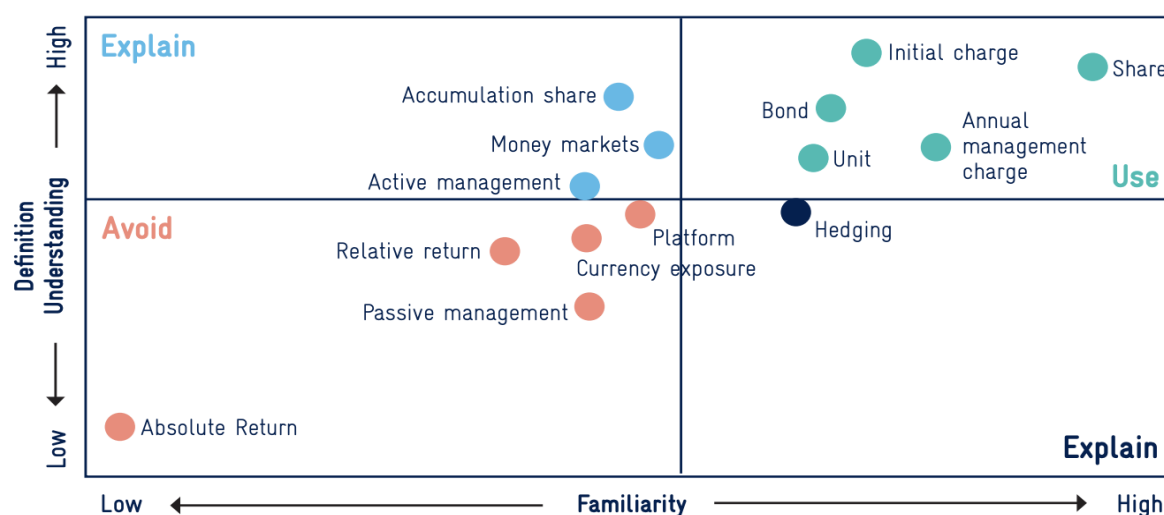 High
Explain
Initial charge
Share
Accumulation share
Bond
Annual
management
charge
Money markets
Unit
Active management
Use
Definition
Understanding
Avoid
Platform
Hedging
Relative return
Currency exposure
Passive management
Absolute Return
Low
Explain
Low
Familiarity
High